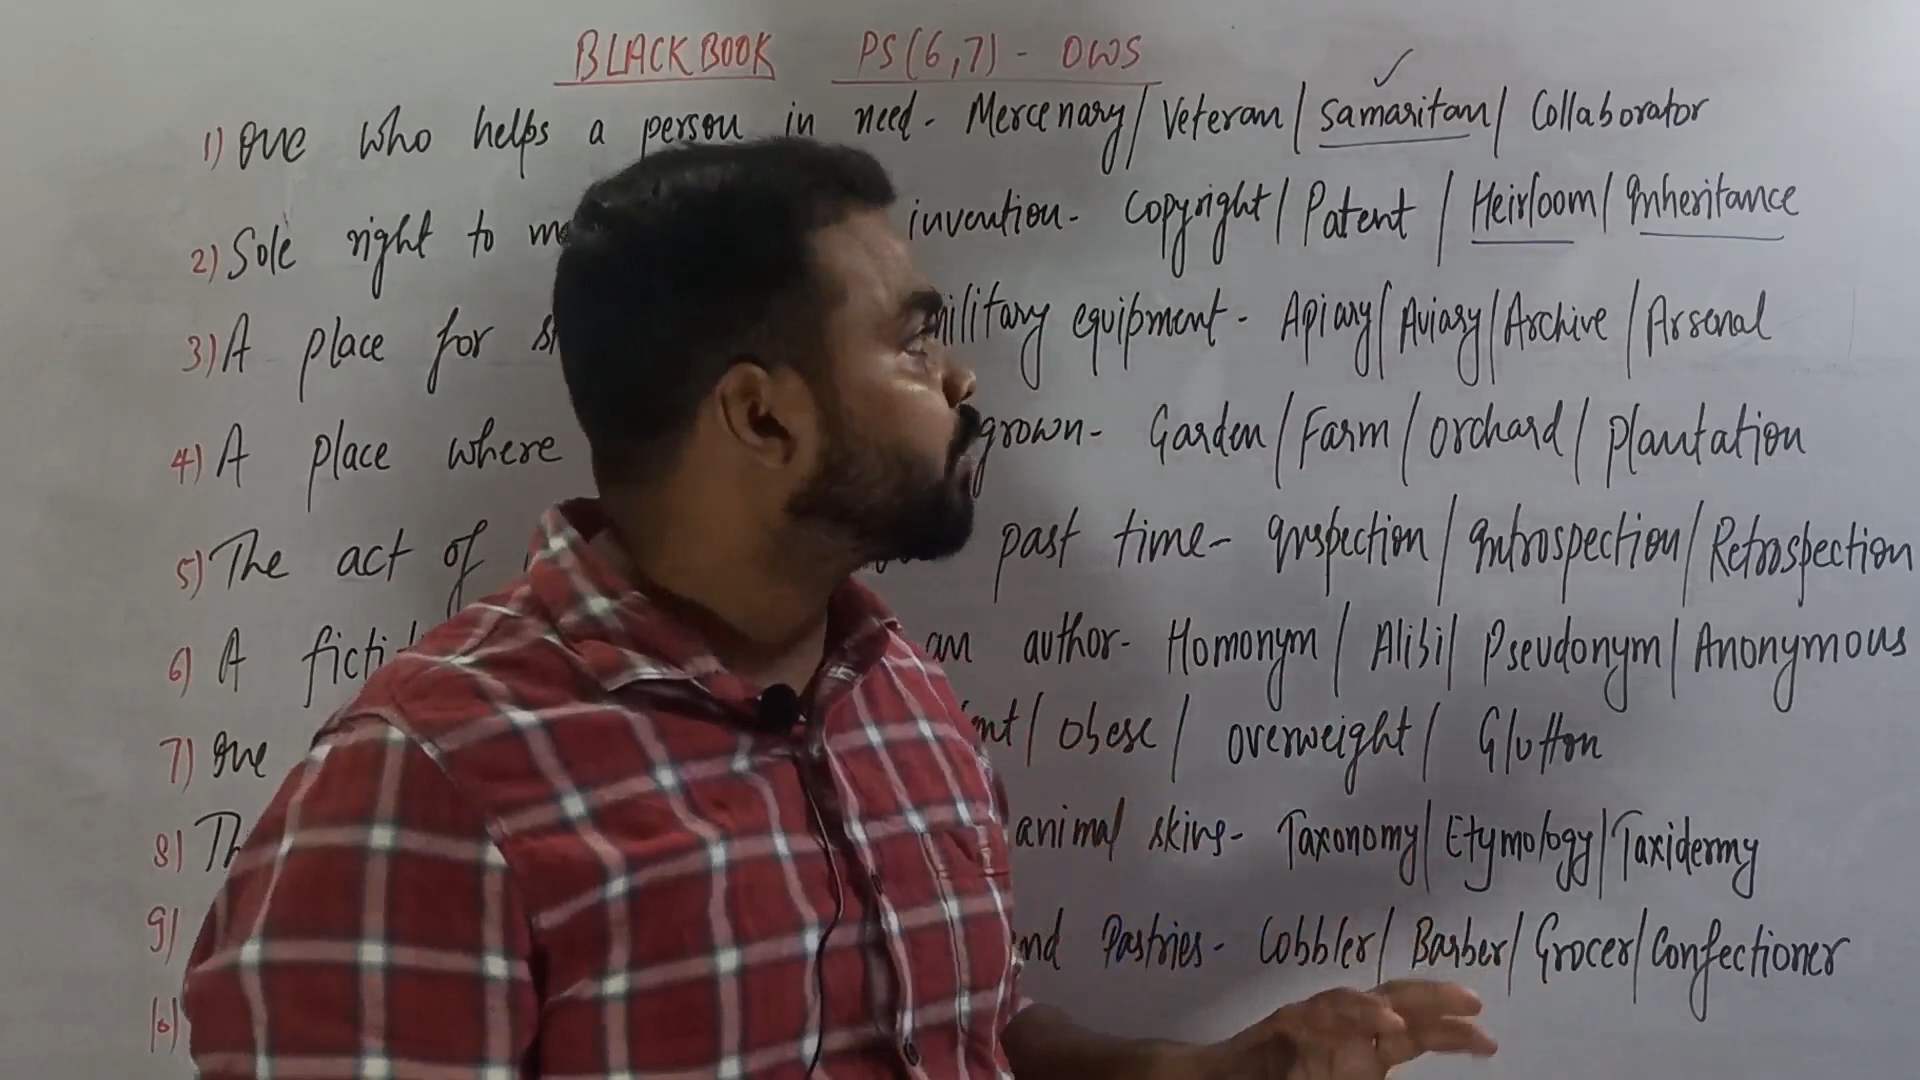 BLACKBOOK PS(6,7) - OWS
1) One who helps a person in need - Mercenary/ Veteran / Samaritan / Collaborator
2) Sole right to invention - Copyright / Patent / Heirloom / Inheritance
3) A place for military equipment - Apiary / Aviary / Archive / Arsenal
4) A place where grown - Garden / Farm / Orchard / Plantation
5) The act of past time - Inspection / Introspection / Retrospection
6) A an author - Homonym / Alibi / Pseudonym / Anonymous
7) One / Obese / Overweight / Glutton
8) animal skins - Taxonomy / Etymology / Taxidermy
9) Pastries - Cobbler / Barber / Grocer / Confectioner
10)